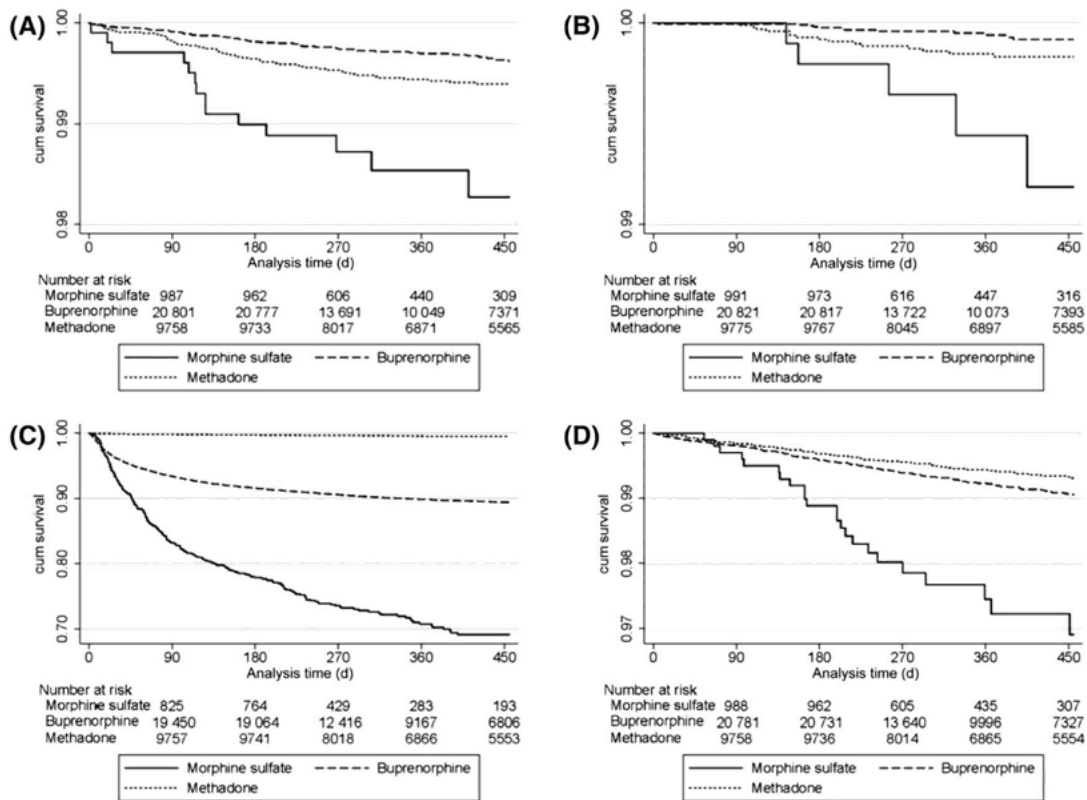 (A)
cum survival
1.00
0.99
0.98
0 90 180 270 360 450
Analysis time (d)
Number at risk
Morphine sulfate 987 962 606 440 309
Buprenorphine 20 801 20 777 13 691 10 049 7371
Methadone 9758 9733 8017 6871 5565
Morphine sulfate Buprenorphine
Methadone
(B)
cum survival
1.00
0.99
0 90 180 270 360 450
Analysis time (d)
Number at risk
Morphine sulfate 991 973 616 447 316
Buprenorphine 20 821 20 817 13 722 10 073 7393
Methadone 9775 9767 8045 6897 5585
Morphine sulfate Buprenorphine
Methadone
(C)
cum survival
1.00
0.90
0.80
0.70
0 90 180 270 360 450
Analysis time (d)
Number at risk
Morphine sulfate 825 764 429 283 193
Buprenorphine 19 450 19 064 12 416 9167 6806
Methadone 9757 9741 8018 6866 5553
Morphine sulfate Buprenorphine
Methadone
(D)
cum survival
1.00
0.99
0.98
0.97
0 90 180 270 360 450
Analysis time (d)
Number at risk
Morphine sulfate 988 962 605 435 307
Buprenorphine 20 781 20 731 13 640 9996 7327
Methadone 9758 9736 8014 6865 5554
Morphine sulfate Buprenorphine
Methadone